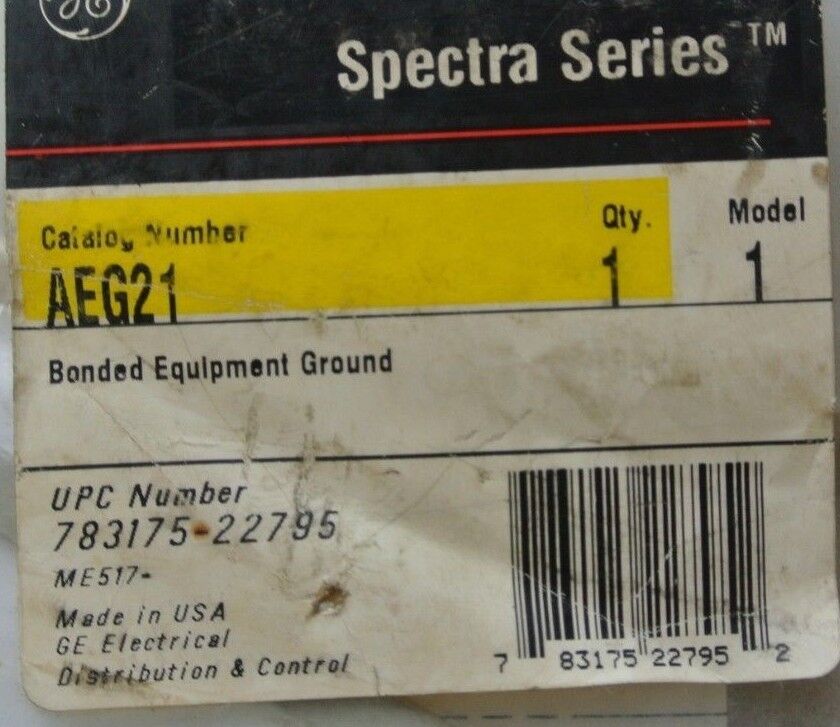 GE
Spectra Series™
Catalog Number Qty. Model
AEG21 1 1
Bonded Equipment Ground
UPC Number
783175-22795
ME517-
Made in USA
GE Electrical
Distribution & Control
7 83175 22795 2